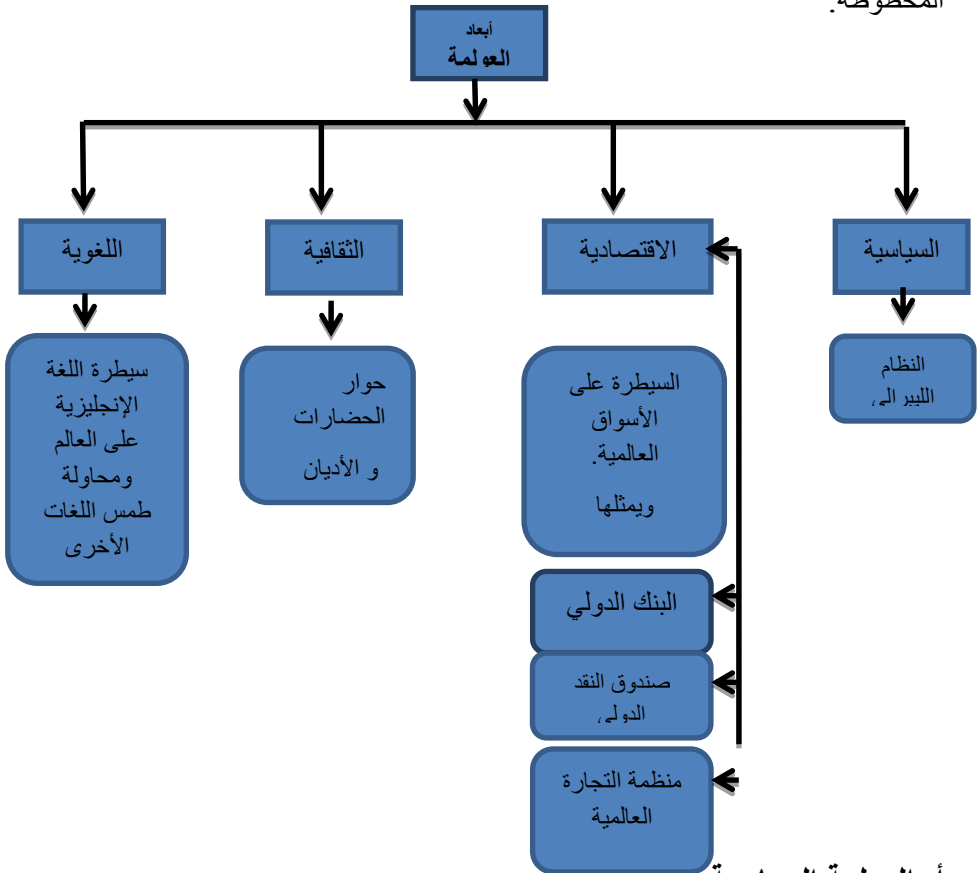 المخطوطة.
أبعاد
العولمة
السياسية
الاقتصادية
الثقافية
اللغوية
النظام
الليبرالي
السيطرة على
الأسواق
العالمية.
ويمثلها
البنك الدولي
صندوق النقد
الدولي
منظمة التجارة
العالمية
حوار
الحضارات
و الأديان
سيطرة اللغة
الإنجليزية
على العالم
ومحاولة
طمس اللغات
الأخرى